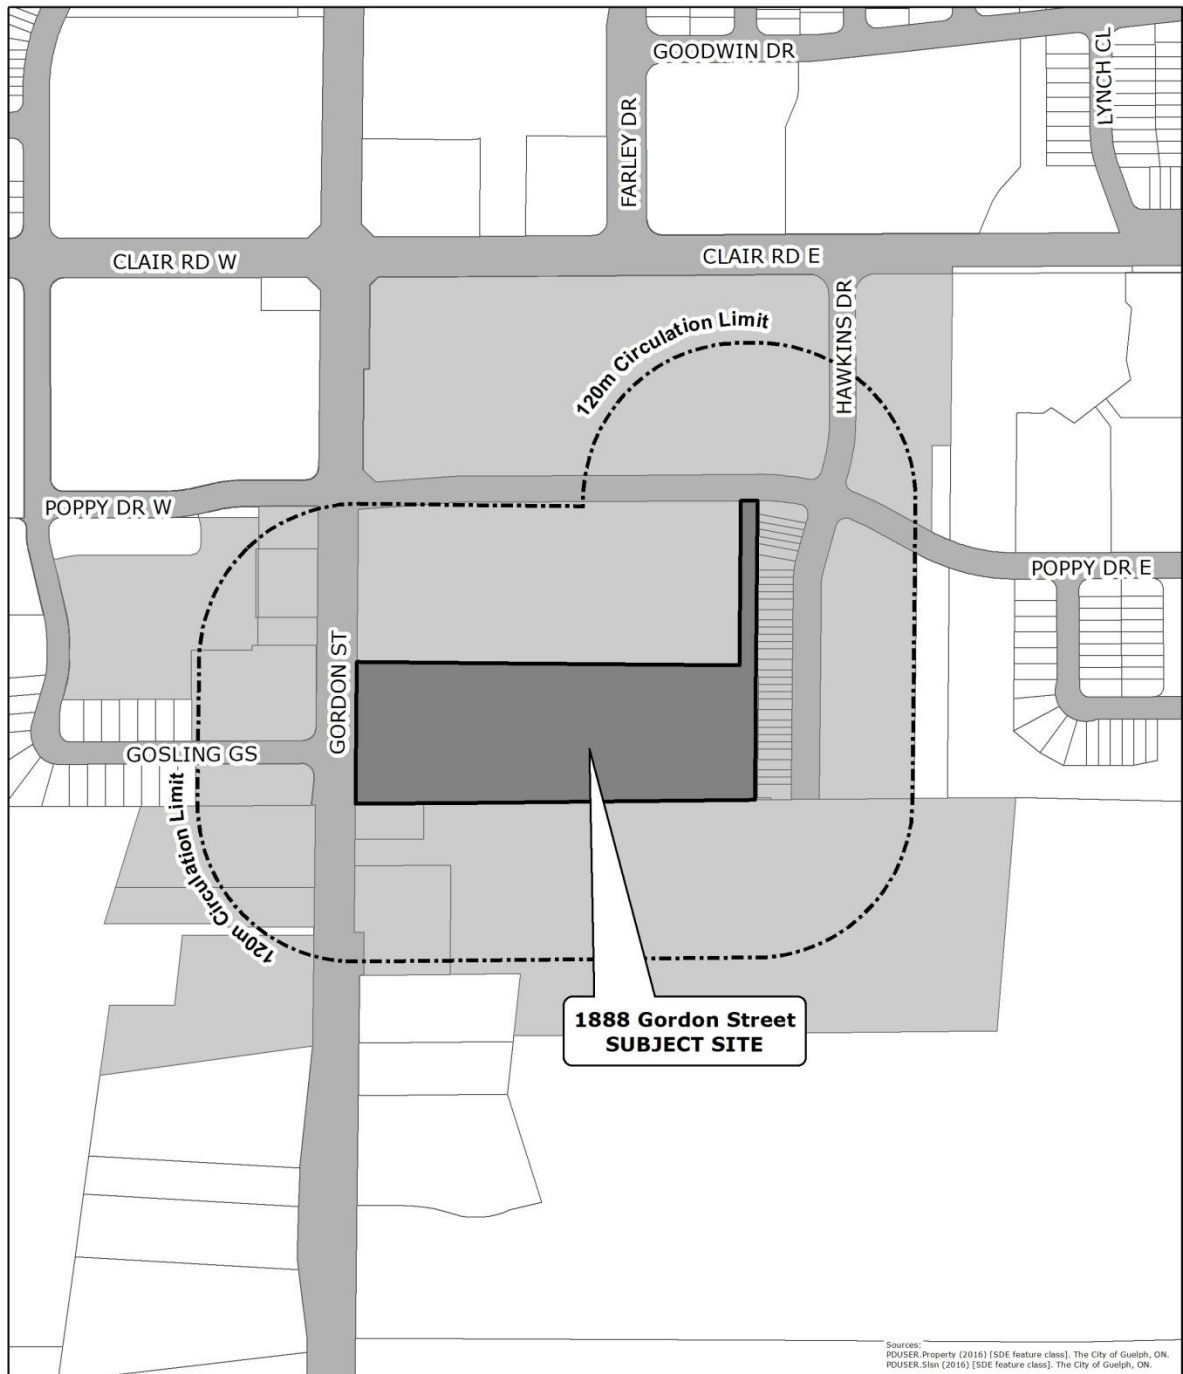 GOODWIN DR
LYNCH CL
FARLEY DR
CLAIR RD W
CLAIR RD E
HAWKINS DR
120m Circulation Limit
POPPY DR W
POPPY DR E
GORDON ST
GOSLING GS
120m Circulation Limit
1888 Gordon Street
SUBJECT SITE
Sources:
PDUSER.Property (2016) [SDE feature class]. The City of Guelph, ON.
PDUSER.Slsn (2016) [SDE feature class]. The City of Guelph, ON.